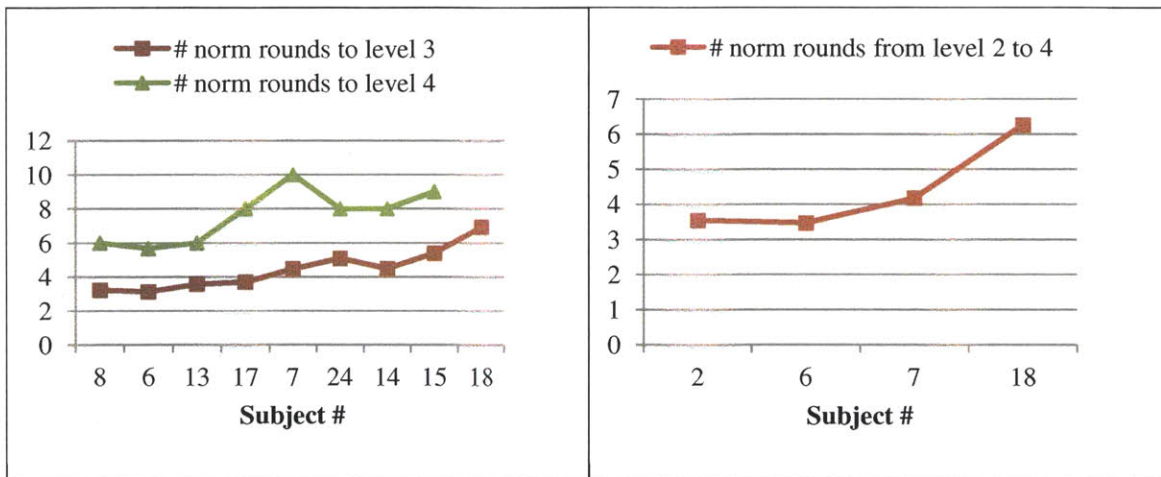 # norm rounds to level 3
# norm rounds to level 4
12
10
8
6
4
2
0
8 6 13 17 7 24 14 15 18
Subject #
# norm rounds from level 2 to 4
7
6
5
4
3
2
1
0
2 6 7 18
Subject #